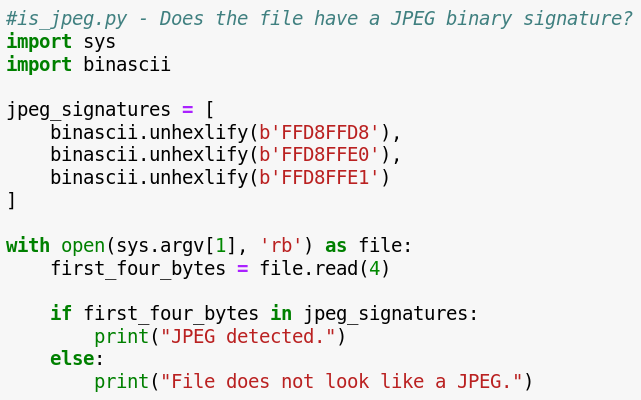 #is_jpeg.py - Does the file have a JPEG binary signature?
import sys
import binascii

jpeg_signatures = [
    binascii.unhexlify(b'FFD8FFD8'),
    binascii.unhexlify(b'FFD8FFE0'),
    binascii.unhexlify(b'FFD8FFE1')
]

with open(sys.argv[1], 'rb') as file:
    first_four_bytes = file.read(4)

    if first_four_bytes in jpeg_signatures:
        print("JPEG detected.")
    else:
        print("File does not look like a JPEG.")